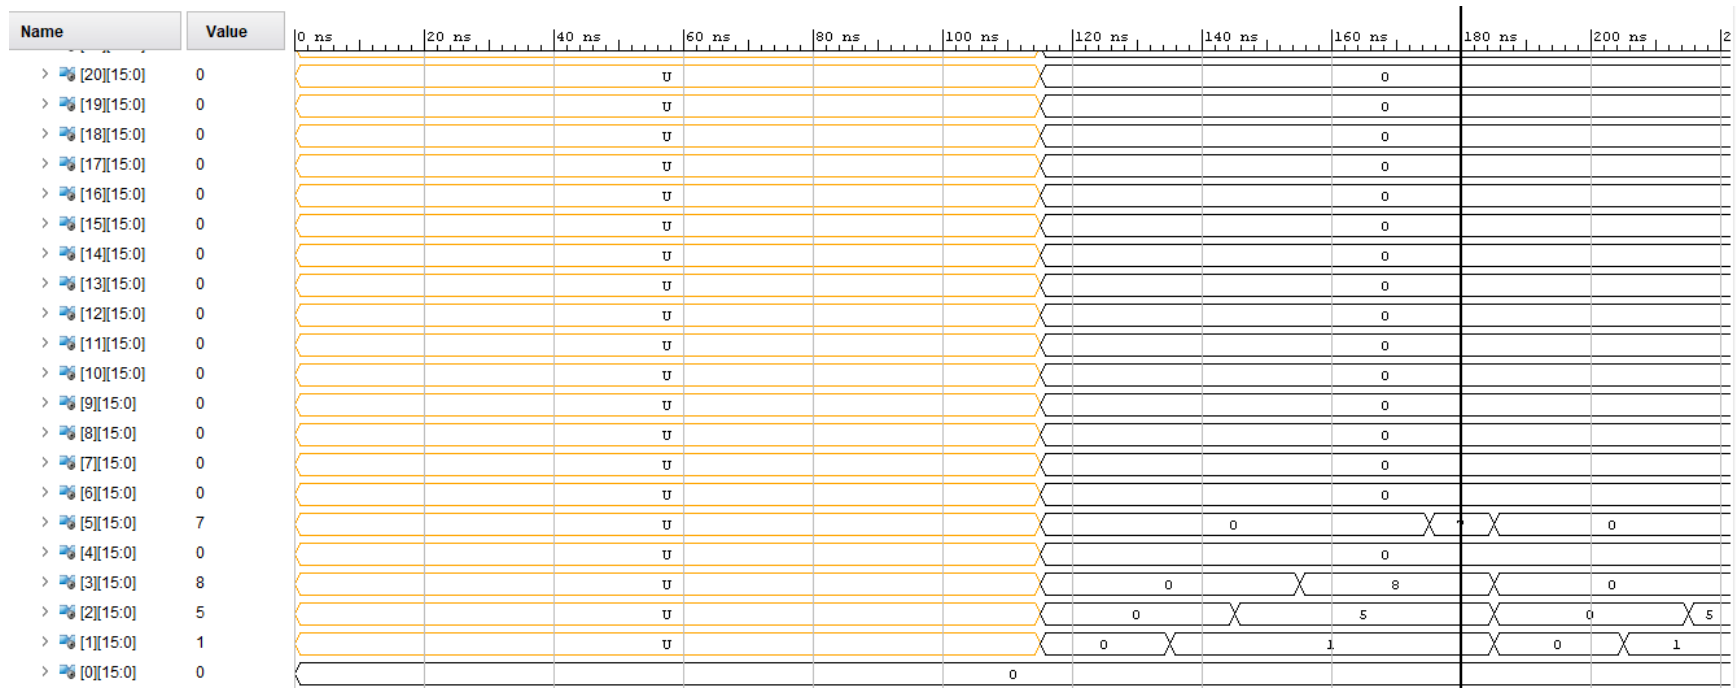 Name Value 0 ns 20 ns 40 ns 60 ns 80 ns 100 ns 120 ns 140 ns 160 ns 180 ns 200 ns 2
[20][15:0] 0 U 0
[19][15:0] 0 U 0
[18][15:0] 0 U 0
[17][15:0] 0 U 0
[16][15:0] 0 U 0
[15][15:0] 0 U 0
[14][15:0] 0 U 0
[13][15:0] 0 U 0
[12][15:0] 0 U 0
[11][15:0] 0 U 0
[10][15:0] 0 U 0
[9][15:0] 0 U 0
[8][15:0] 0 U 0
[7][15:0] 0 U 0
[6][15:0] 0 U 0
[5][15:0] 7 U 0 7 0
[4][15:0] 0 U 0
[3][15:0] 8 U 0 8 0
[2][15:0] 5 U 0 5 0 5
[1][15:0] 1 U 0 1 0 1
[0][15:0] 0 0